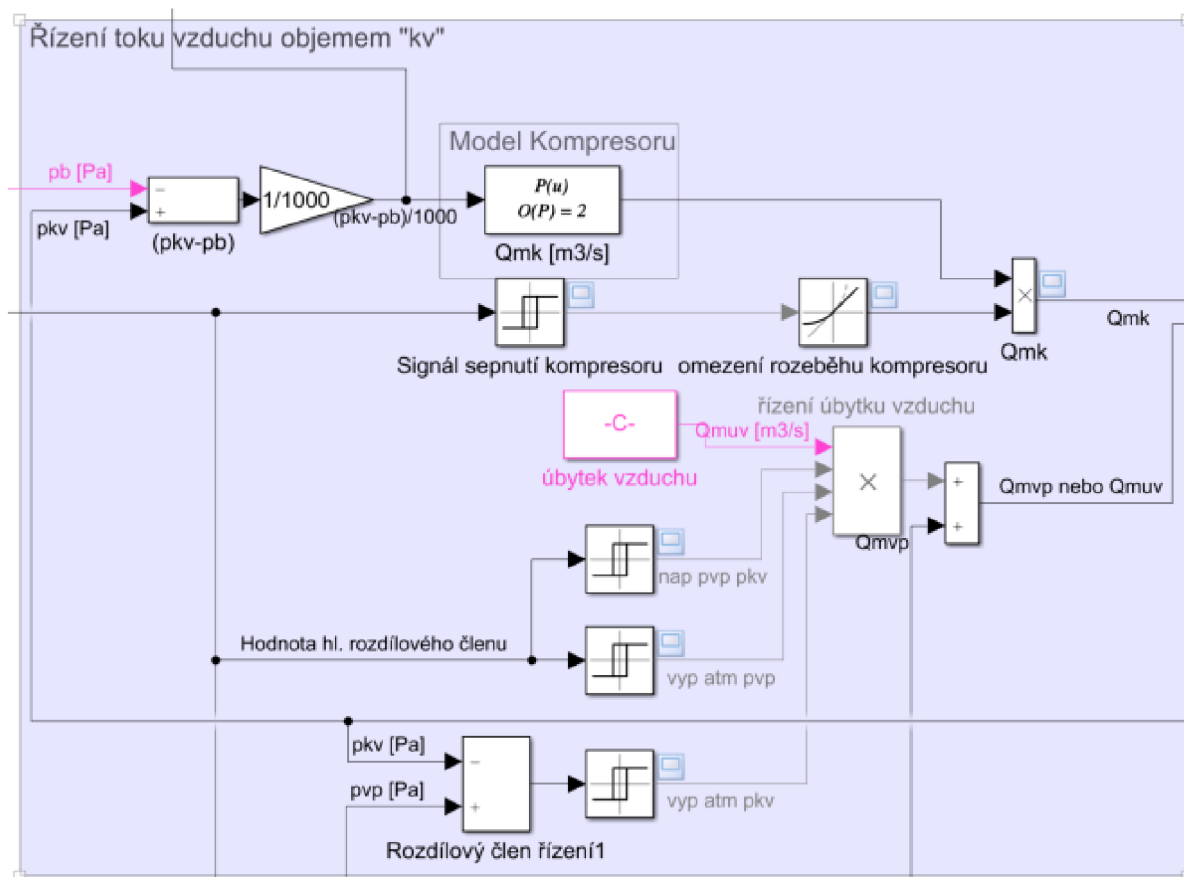 Řízení toku vzduchu objemem "kv"
Model Kompresoru
pb [Pa]
−
+
pkv [Pa]
(pkv-pb)
1/1000
(pkv-pb)/1000
P(u)
O(P) = 2
Qmk [m3/s]
Signál sepnutí kompresoru
omezení rozeběhu kompresoru
×
Qmk
Qmk
řízení úbytku vzduchu
-C-
Qmuv [m3/s]
úbytek vzduchu
×
Qmvp
+
+
Qmvp nebo Qmuv
nap pvp pkv
Hodnota hl. rozdílového členu
vyp atm pvp
pkv [Pa]
−
pvp [Pa]
+
vyp atm pkv
Rozdílový člen řízení1